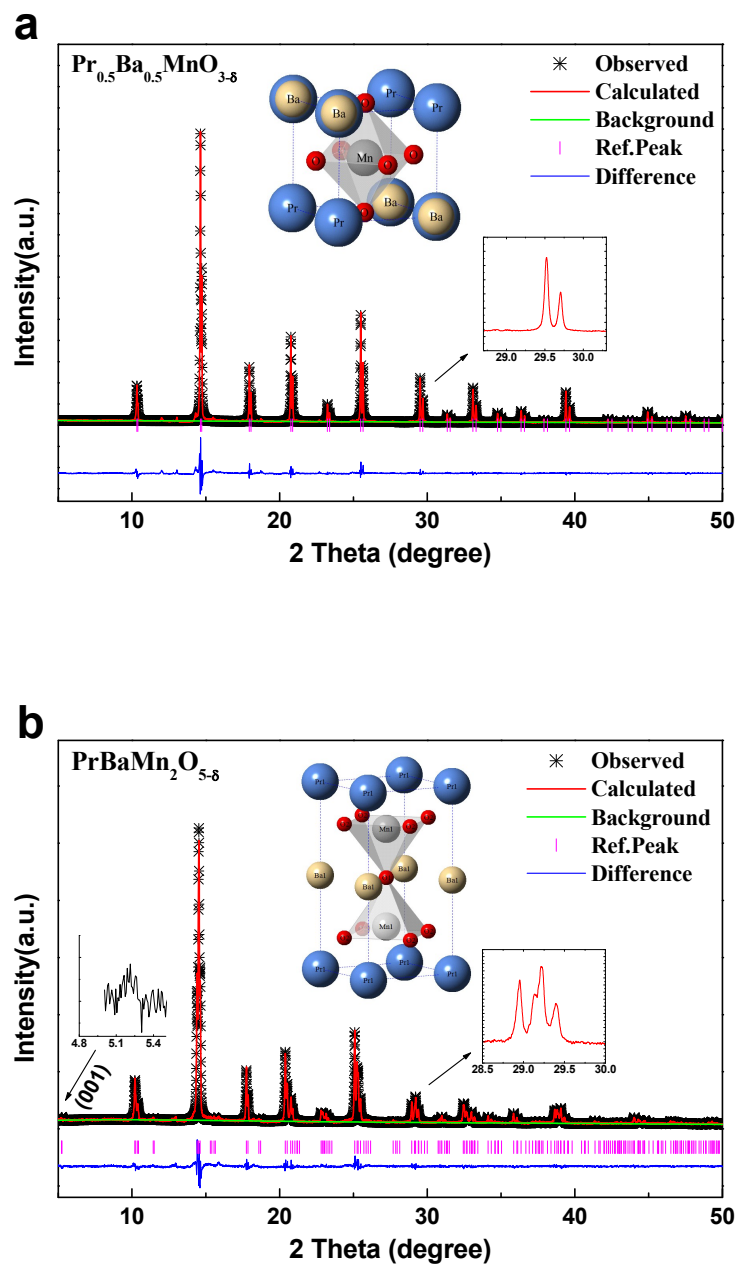 a
Pr0.5Ba0.5MnO3-δ
Observed
Calculated
Background
Ref.Peak
Difference
Ba
Ba
Pr
Pr
O
O
Mn
O
O
Pr
Pr
O
Ba
Ba
29.0 29.5 30.0
Intensity(a.u.)
10 20 30 40 50
2 Theta (degree)
b
PrBaMn2O5-δ
Observed
Calculated
Background
Ref.Peak
Difference
Pr1
Pr1
Pr1
Pr1
Mn1
Ba1
Ba1
Ba1
Ba1
Mn1
Pr1
Pr1
Pr1
Pr1
4.8 5.1 5.4
(001)
28.5 29.0 29.5 30.0
Intensity(a.u.)
10 20 30 40 50
2 Theta (degree)